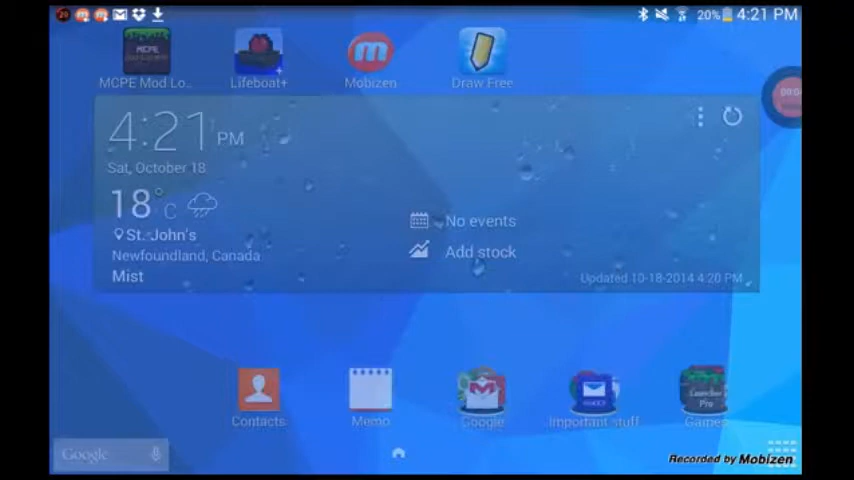 20% 4:21 PM
MCPE Mod Lo..
Lifeboat+
Mobizen
Draw Free
4:21 PM
Sat, October 18
18° C
St. John's
Newfoundland, Canada
Mist
No events
Add stock
Updated 10-18-2014 4:20 PM
Contacts
Memo
Google
Important stuff
Games
Google
Recorded by Mobizen